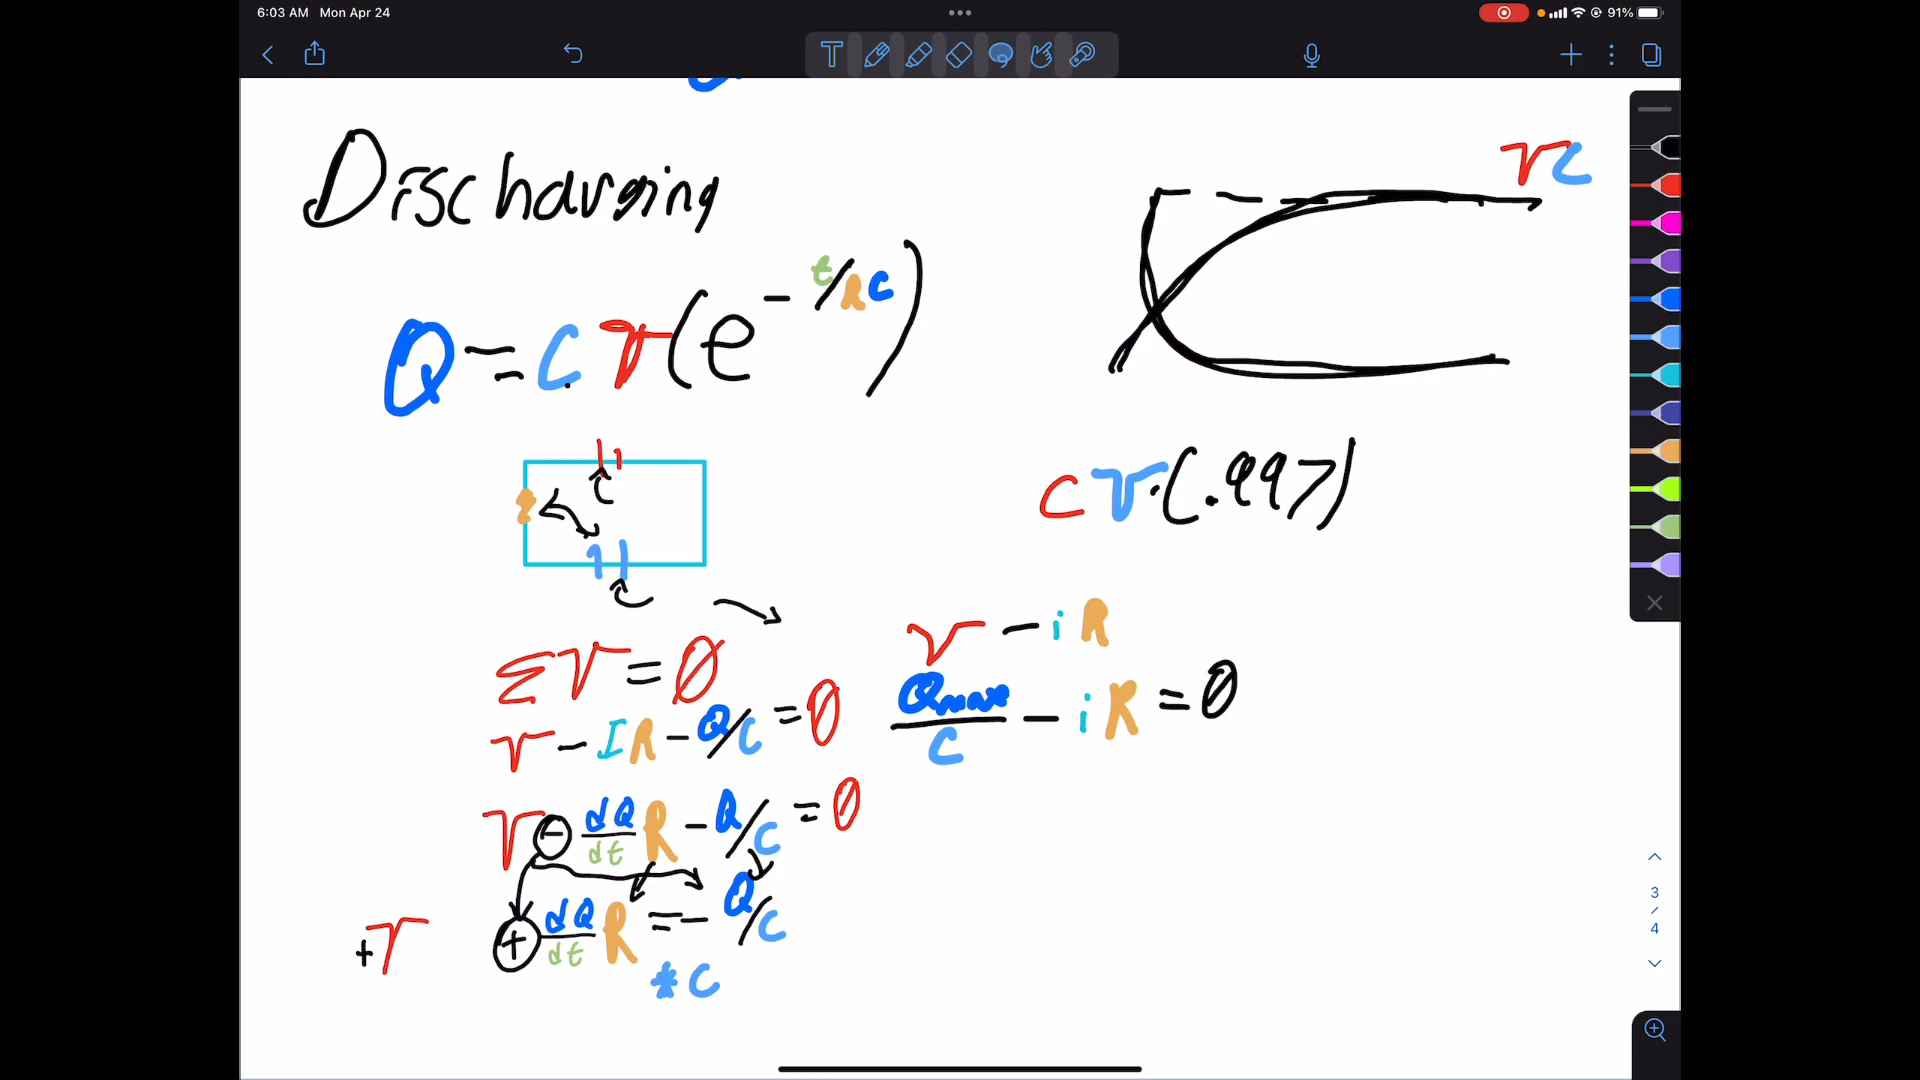 6:03 AM Mon Apr 24
91%
Discharging
VC
Q = CV(e^-t/RC)
CV·(.997)
ΣV = 0
V - iR
V - IR - Q/C = 0
Qmax/C - iR = 0
V - dQ/dt R - Q/C = 0
+V + dQ/dt R = - Q/C
* C
3
/
4